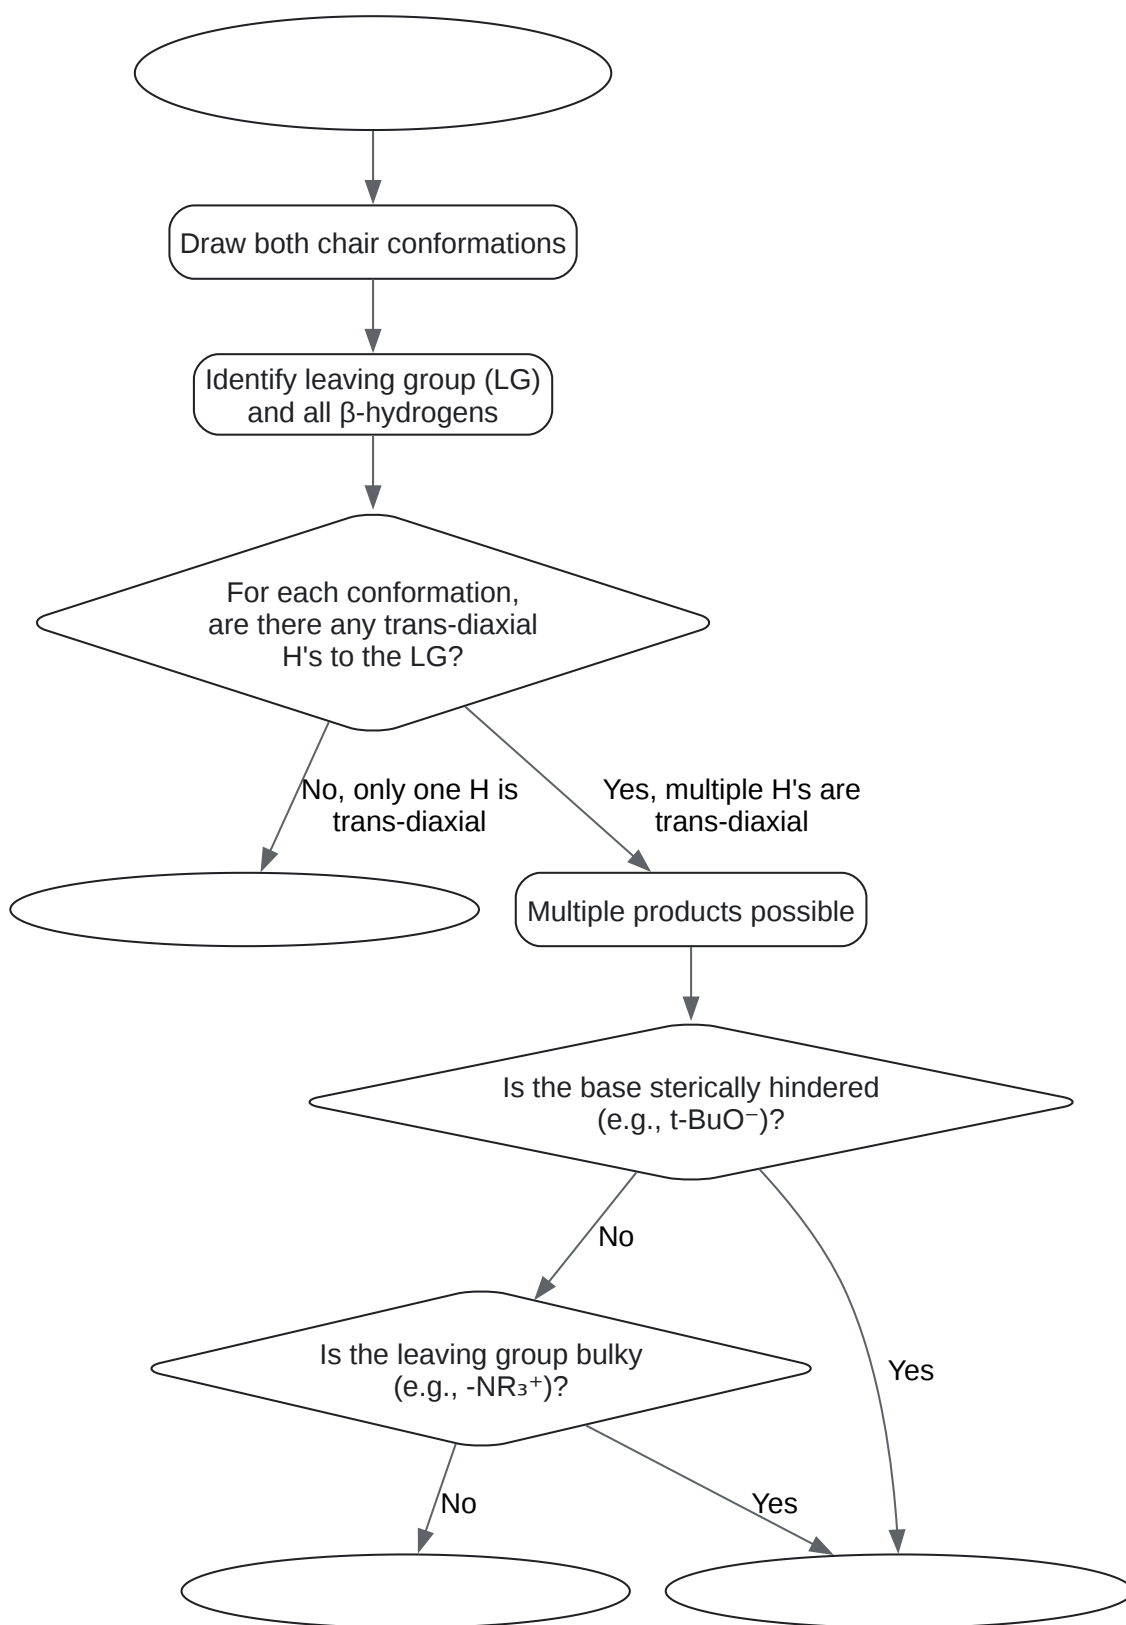 Draw both chair conformations
Identify leaving group (LG)
and all β-hydrogens
For each conformation,
are there any trans-diaxial
H's to the LG?
No, only one H is
trans-diaxial
Yes, multiple H's are
trans-diaxial
Multiple products possible
Is the base sterically hindered
(e.g., t-BuO⁻)?
No
Is the leaving group bulky
(e.g., -NR₃⁺)?
Yes
No
Yes